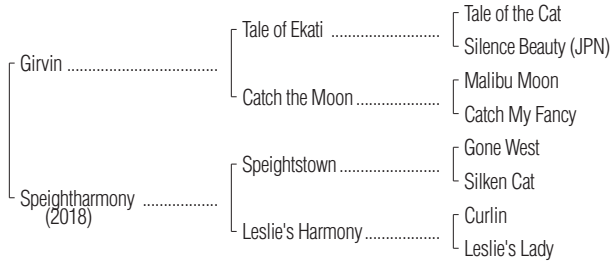 Tale of the Cat
Tale of Ekati ....................
Silence Beauty (JPN)
Girvin ...................................
Malibu Moon
Catch the Moon ..................
Catch My Fancy
Gone West
Speightstown ......................
Silken Cat
Speightharmony ..................
(2018)
Curlin
Leslie's Harmony ..................
Leslie's Lady